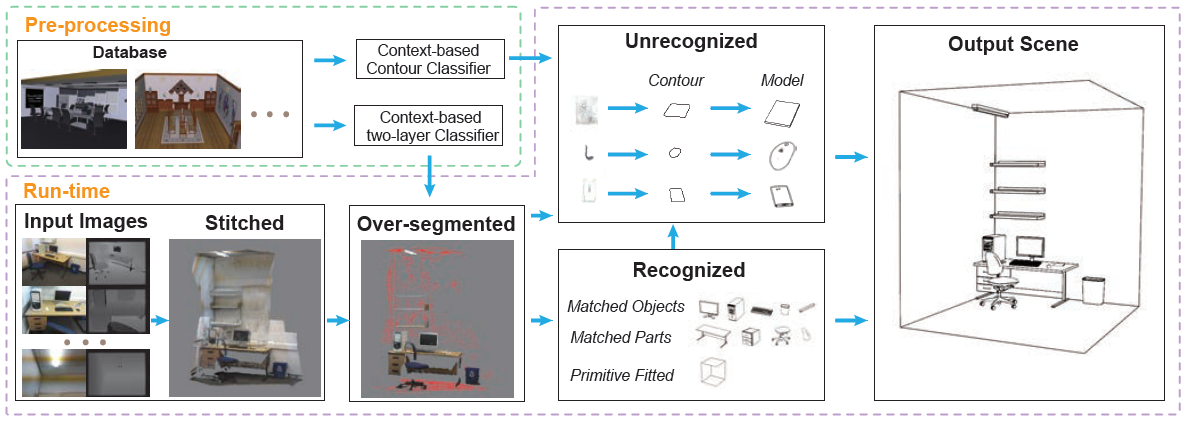 Pre-processing
Database
Context-based
Contour Classifier
Context-based
two-layer Classifier
Run-time
Input Images
Stitched
Over-segmented
Unrecognized
Contour
Model
Recognized
Matched Objects
Matched Parts
Primitive Fitted
Output Scene